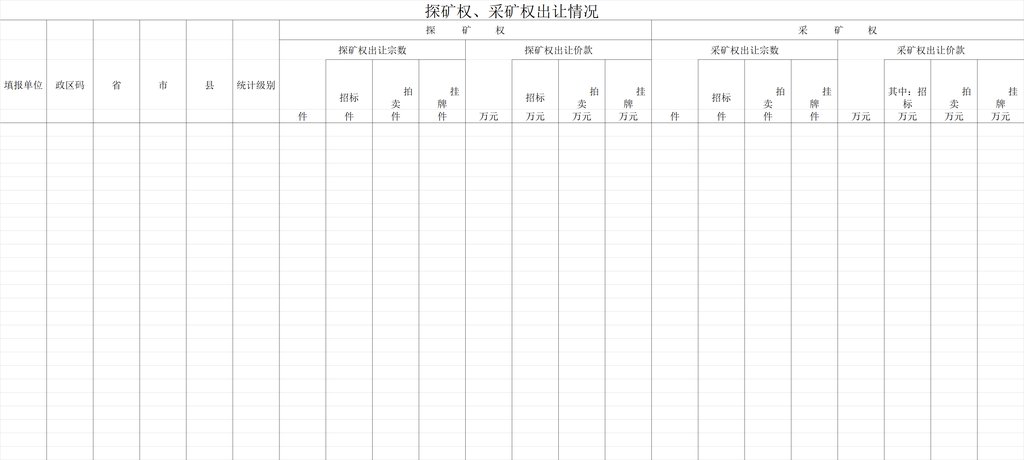 探矿权、采矿权出让情况
探 矿 权 采 矿 权
探矿权出让宗数 探矿权出让价款 采矿权出让宗数 采矿权出让价款
填报单位 政区码 省 市 县 统计级别
招标 拍卖 挂牌 招标 拍卖 挂牌 招标 拍卖 挂牌 其中：招标 拍卖 挂牌
件 件 件 件 万元 万元 万元 万元 件 件 件 件 万元 万元 万元 万元